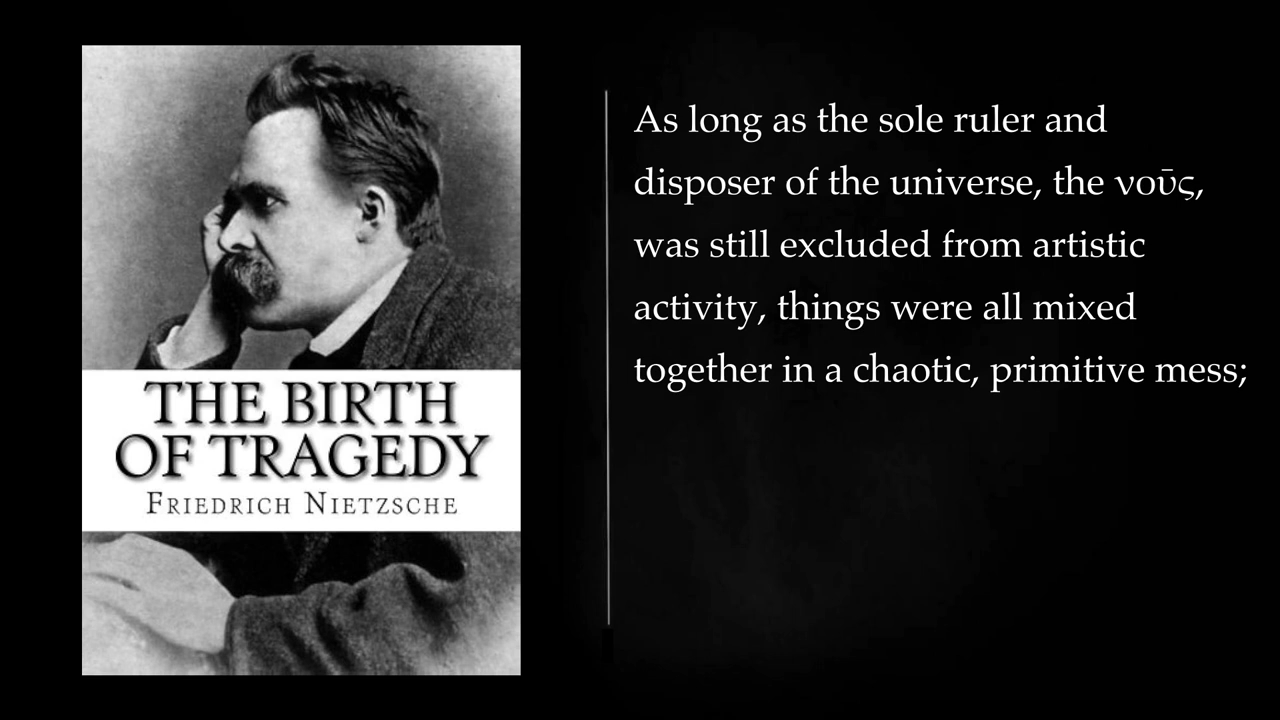 THE BIRTH
OF TRAGEDY
Friedrich Nietzsche
As long as the sole ruler and
disposer of the universe, the νοῡς,
was still excluded from artistic
activity, things were all mixed
together in a chaotic, primitive mess;